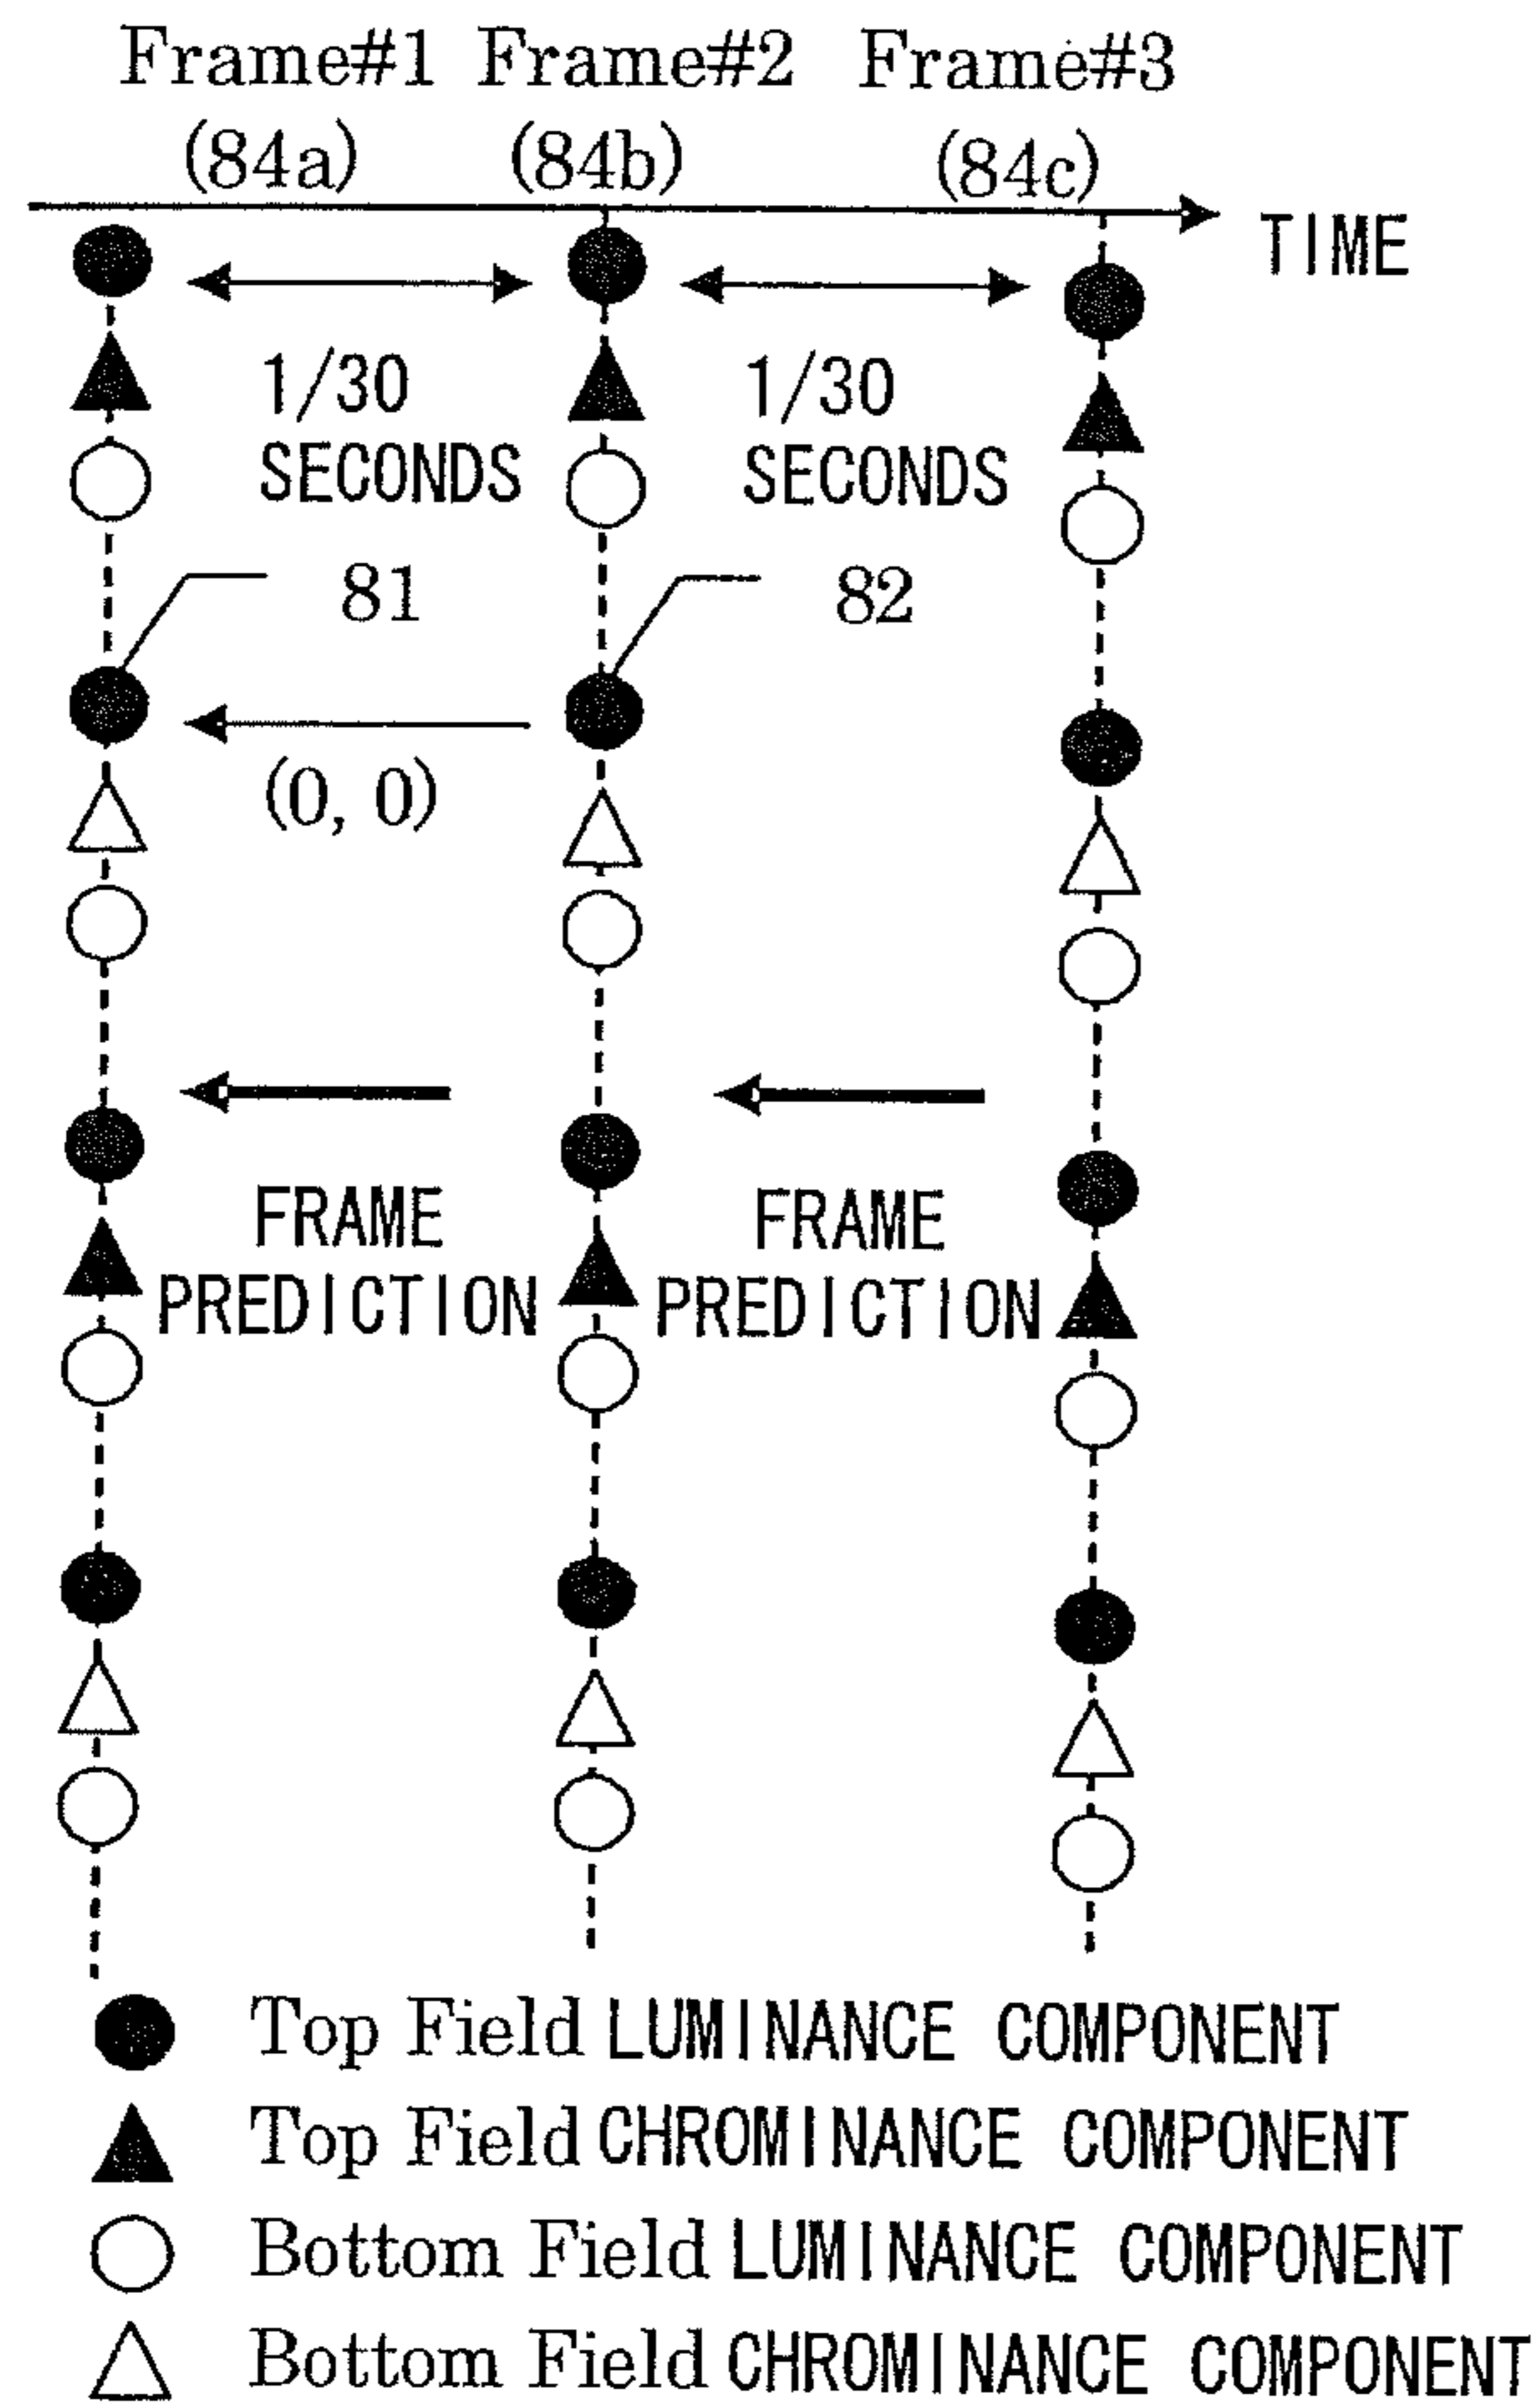 Frame#1 Frame#2 Frame#3
(84a) (84b) (84c)
TIME
1/30 1/30
SECONDS SECONDS
81 82
(0, 0)
FRAME FRAME
PREDICTION PREDICTION
Top Field LUMINANCE COMPONENT
Top Field CHROMINANCE COMPONENT
Bottom Field LUMINANCE COMPONENT
Bottom Field CHROMINANCE COMPONENT